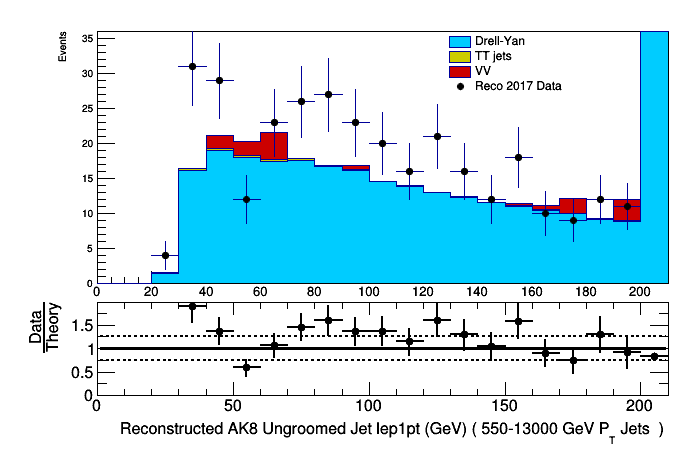 Events
35
30
25
20
15
10
5
0
Drell-Yan
TT jets
VV
Reco 2017 Data
0 20 40 60 80 100 120 140 160 180 200
Data
Theory
1.5
1
0.5
0
0 50 100 150 200
Reconstructed AK8 Ungroomed Jet lep1pt (GeV) ( 550-13000 GeV P_T Jets )